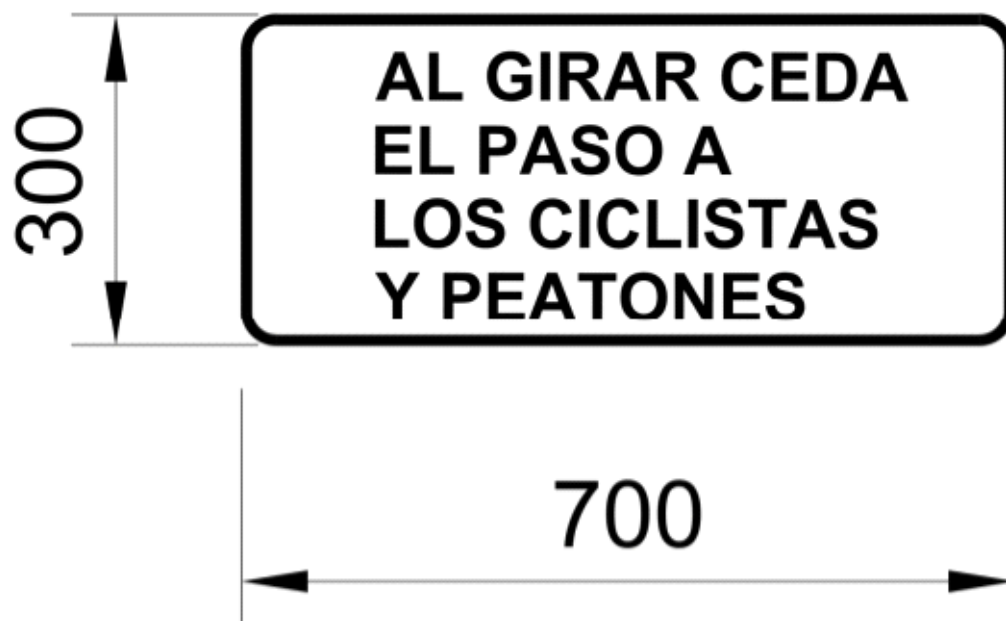 300
AL GIRAR CEDA
EL PASO A
LOS CICLISTAS
Y PEATONES
700